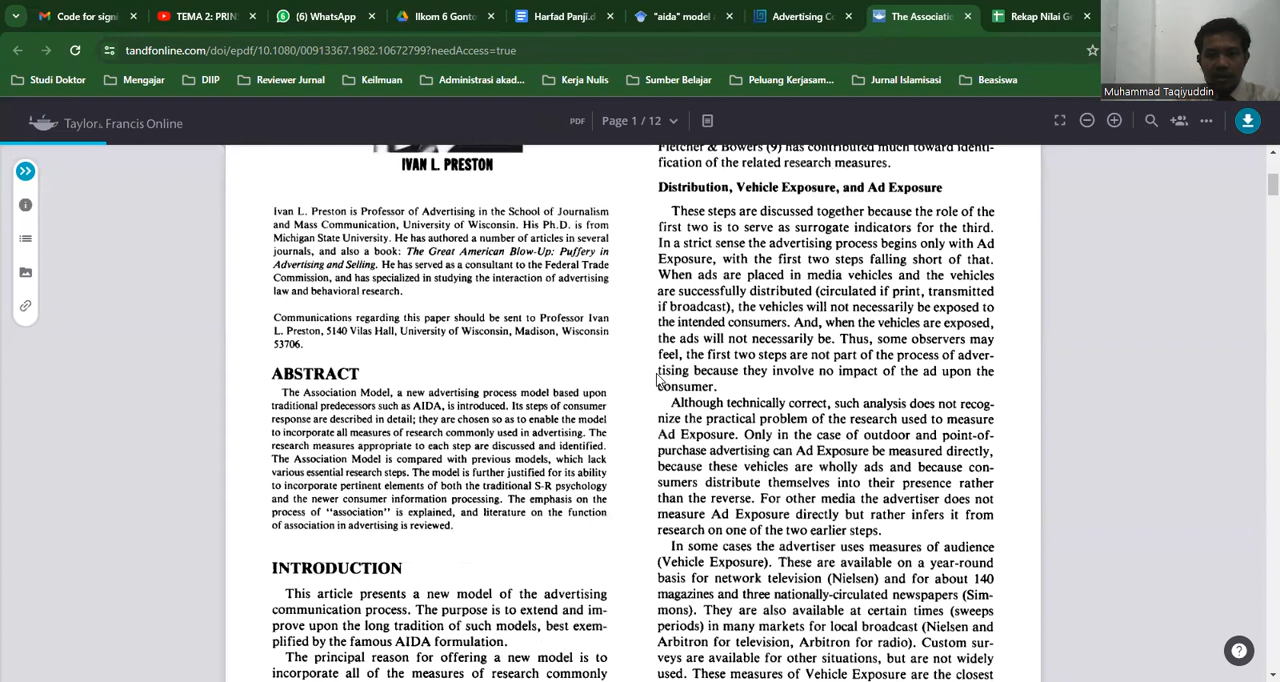 Code for signi
TEMA 2: PRIN
(6) WhatsApp
Ilkom 6 Gonto
Harfad Panji.d
"aida" model
Advertising Co
The Associatio
Rekap Nilai G
tandfonline.com/doi/epdf/10.1080/00913367.1982.10672799?needAccess=true
Studi Doktor
Mengajar
DIIP
Reviewer Jurnal
Keilmuan
Administrasi akad...
Kerja Nulis
Sumber Belajar
Peluang Kerjasam...
Jurnal Islamisasi
Beasiswa
Muhammad Taqiyuddin
Taylor & Francis Online
PDF
Page 1 / 12
IVAN L. PRESTON
Ivan L. Preston is Professor of Advertising in the School of Journalism
and Mass Communication, University of Wisconsin. His Ph.D. is from
Michigan State University. He has authored a number of articles in several
journals, and also a book: The Great American Blow-Up: Puffery in
Advertising and Selling. He has served as a consultant to the Federal Trade
Commission, and has specialized in studying the interaction of advertising
law and behavioral research.
Communications regarding this paper should be sent to Professor Ivan
L. Preston, 5140 Vilas Hall, University of Wisconsin, Madison, Wisconsin
53706.
ABSTRACT
The Association Model, a new advertising process model based upon
traditional predecessors such as AIDA, is introduced. Its steps of consumer
response are described in detail; they are chosen so as to enable the model
to incorporate all measures of research commonly used in advertising. The
research measures appropriate to each step are discussed and identified.
The Association Model is compared with previous models, which lack
various essential research steps. The model is further justified for its ability
to incorporate pertinent elements of both the traditional S-R psychology
and the newer consumer information processing. The emphasis on the
process of "association" is explained, and literature on the function
of association in advertising is reviewed.
INTRODUCTION
This article presents a new model of the advertising
communication process. The purpose is to extend and im-
prove upon the long tradition of such models, best exem-
plified by the famous AIDA formulation.
The principal reason for offering a new model is to
incorporate all of the measures of research commonly
Fletcher & Bowers (9) has contributed much toward identi-
fication of the related research measures.
Distribution, Vehicle Exposure, and Ad Exposure
These steps are discussed together because the role of the
first two is to serve as surrogate indicators for the third.
In a strict sense the advertising process begins only with Ad
Exposure, with the first two steps falling short of that.
When ads are placed in media vehicles and the vehicles
are successfully distributed (circulated if print, transmitted
if broadcast), the vehicles will not necessarily be exposed to
the intended consumers. And, when the vehicles are exposed,
the ads will not necessarily be. Thus, some observers may
feel, the first two steps are not part of the process of adver-
tising because they involve no impact of the ad upon the
consumer.
Although technically correct, such analysis does not recog-
nize the practical problem of the research used to measure
Ad Exposure. Only in the case of outdoor and point-of-
purchase advertising can Ad Exposure be measured directly,
because these vehicles are wholly ads and because con-
sumers distribute themselves into their presence rather
than the reverse. For other media the advertiser does not
measure Ad Exposure directly but rather infers it from
research on one of the two earlier steps.
In some cases the advertiser uses measures of audience
(Vehicle Exposure). These are available on a year-round
basis for network television (Nielsen) and for about 140
magazines and three nationally-circulated newspapers (Sim-
mons). They are also available at certain times (sweeps
periods) in many markets for local broadcast (Nielsen and
Arbitron for television, Arbitron for radio). Custom sur-
veys are available for other situations, but are not widely
used. These measures of Vehicle Exposure are the closest